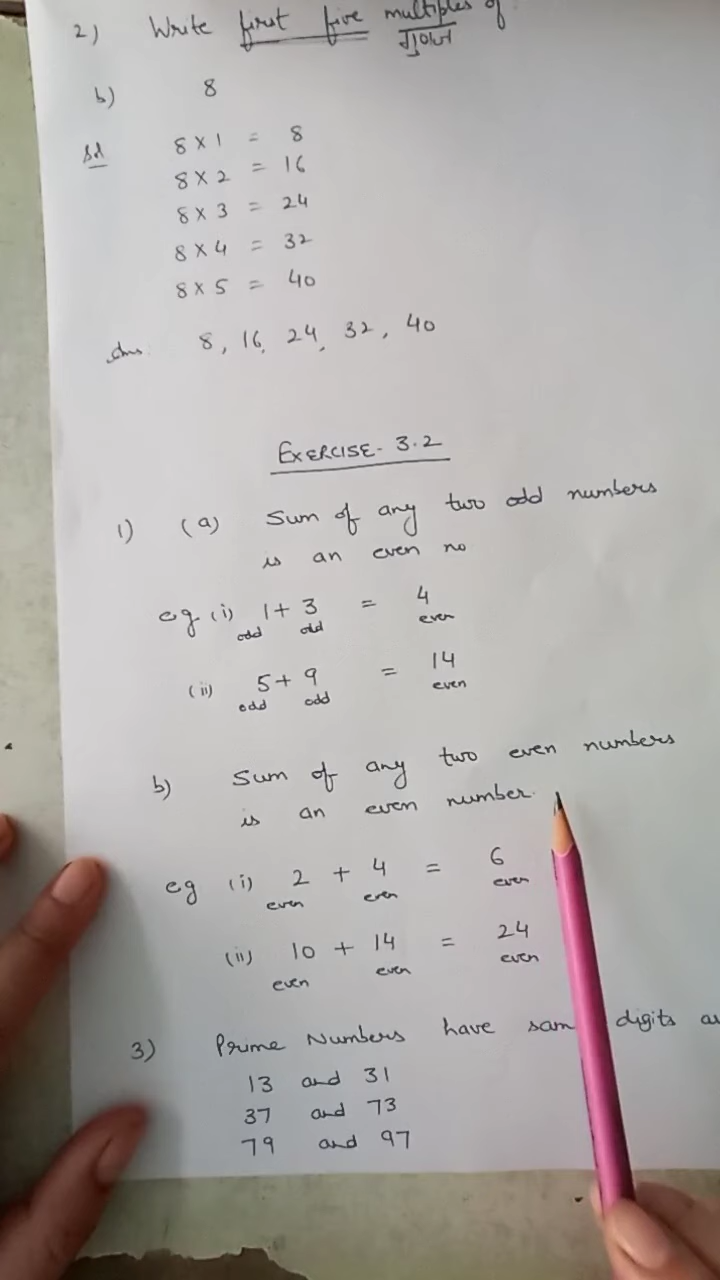 2) Write first five multiples of
गुणज
b) 8
Sol
8 × 1 = 8
8 × 2 = 16
8 × 3 = 24
8 × 4 = 32
8 × 5 = 40
Ans: 8, 16, 24, 32, 40
EXERCISE- 3.2
1) (a) Sum of any two odd numbers
is an even no
eg (i) 1 + 3 = 4
odd odd even
(ii) 5 + 9 = 14
odd odd even
b) Sum of any two even numbers
is an even number.
eg (i) 2 + 4 = 6
even even even
(ii) 10 + 14 = 24
even even even
3) Prime Numbers have sam digits
13 and 31
37 and 73
79 and 97